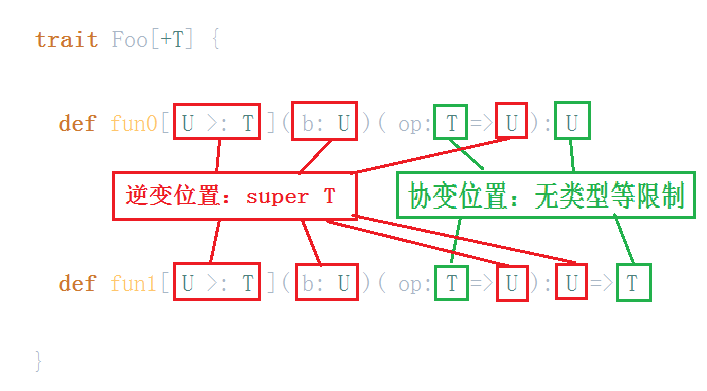 trait Foo[+T] {
def fun0[ U >: T ]( b: U )( op: T => U ): U
逆变位置: super T
协变位置: 无类型等限制
def fun1[ U >: T ]( b: U )( op: T => U ): U => T
}